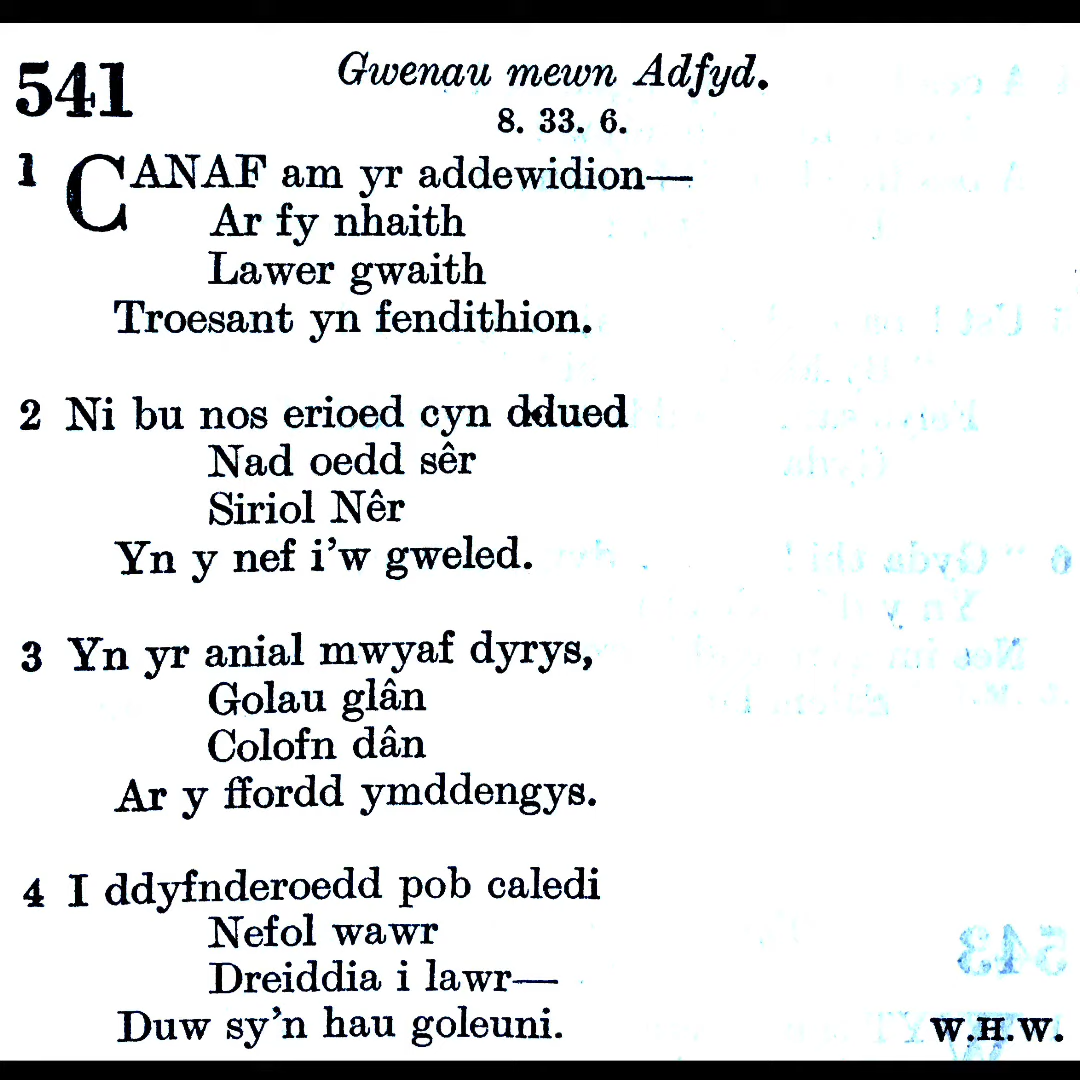 541
Gwenau mewn Adfyd.
8. 33. 6.
1 CANAF am yr addewidion—
Ar fy nhaith
Lawer gwaith
Troesant yn fendithion.
2 Ni bu nos erioed cyn ddued
Nad oedd sêr
Siriol Nêr
Yn y nef i’w gweled.
3 Yn yr anial mwyaf dyrys,
Golau glân
Colofn dân
Ar y ffordd ymddengys.
4 I ddyfnderoedd pob caledi
Nefol wawr
Dreiddia i lawr—
Duw sy’n hau goleuni.
W.H.W.